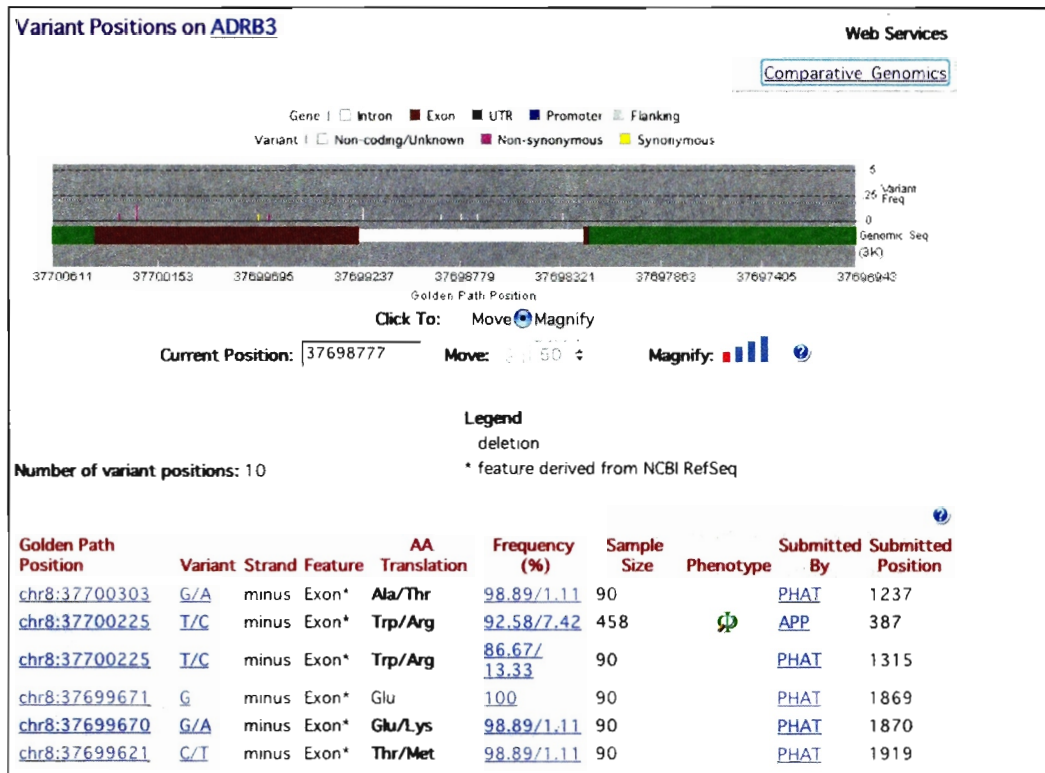 Variant Positions on ADRB3
Web Services
Comparative Genomics
Gene | Intron Exon UTR Promoter Flanking
Variant | Non-coding/Unknown Non-synonymous Synonymous
5
.25 Variant Freq
0
Genomic Seq
(3K)
37700611 37700153 37699695 37699237 37698779 37698321 37697863 37697405 37696943
Golden Path Position
Click To: Move Magnify
Current Position: 37698777 Move: 50 Magnify:
Legend
deletion
Number of variant positions: 10 * feature derived from NCBI RefSeq
Golden Path Position Variant Strand Feature AA Translation Frequency (%) Sample Size Phenotype Submitted By Submitted Position
chr8:37700303 G/A minus Exon* Ala/Thr 98.89/1.11 90 PHAT 1237
chr8:37700225 T/C minus Exon* Trp/Arg 92.58/7.42 458 APP 387
chr8:37700225 T/C minus Exon* Trp/Arg 86.67/13.33 90 PHAT 1315
chr8:37699671 G minus Exon* Glu 100 90 PHAT 1869
chr8:37699670 G/A minus Exon* Glu/Lys 98.89/1.11 90 PHAT 1870
chr8:37699621 C/T minus Exon* Thr/Met 98.89/1.11 90 PHAT 1919